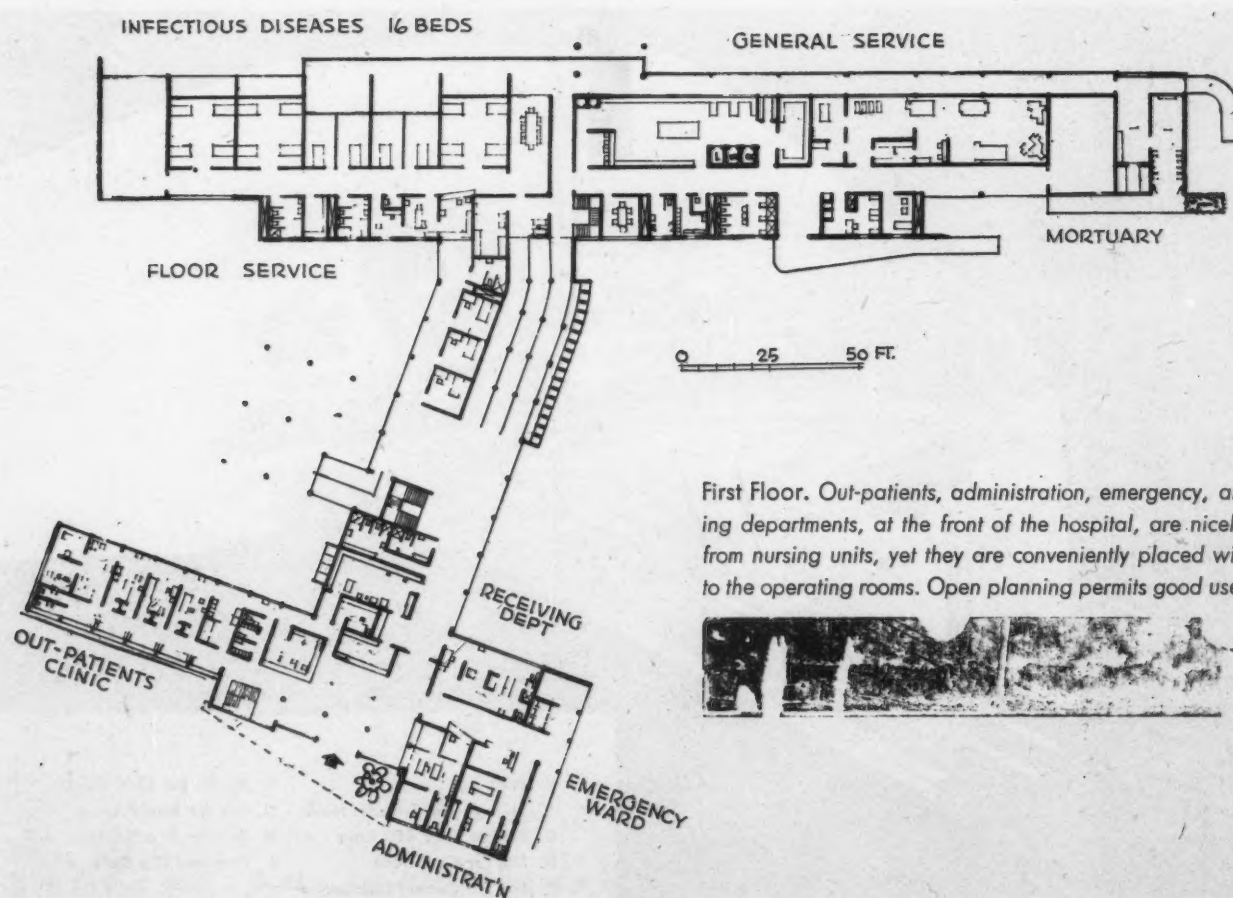 INFECTIOUS DISEASES 16 BEDS
GENERAL SERVICE
FLOOR SERVICE
MORTUARY
0 25 50 FT.
First Floor. Out-patients, administration, emergency, a
ing departments, at the front of the hospital, are nicel
from nursing units, yet they are conveniently placed wi
to the operating rooms. Open planning permits good use
RECEIVING
DEPT
OUT-PATIENTS
CLINIC
EMERGENCY
WARD
ADMINISTRAT'N